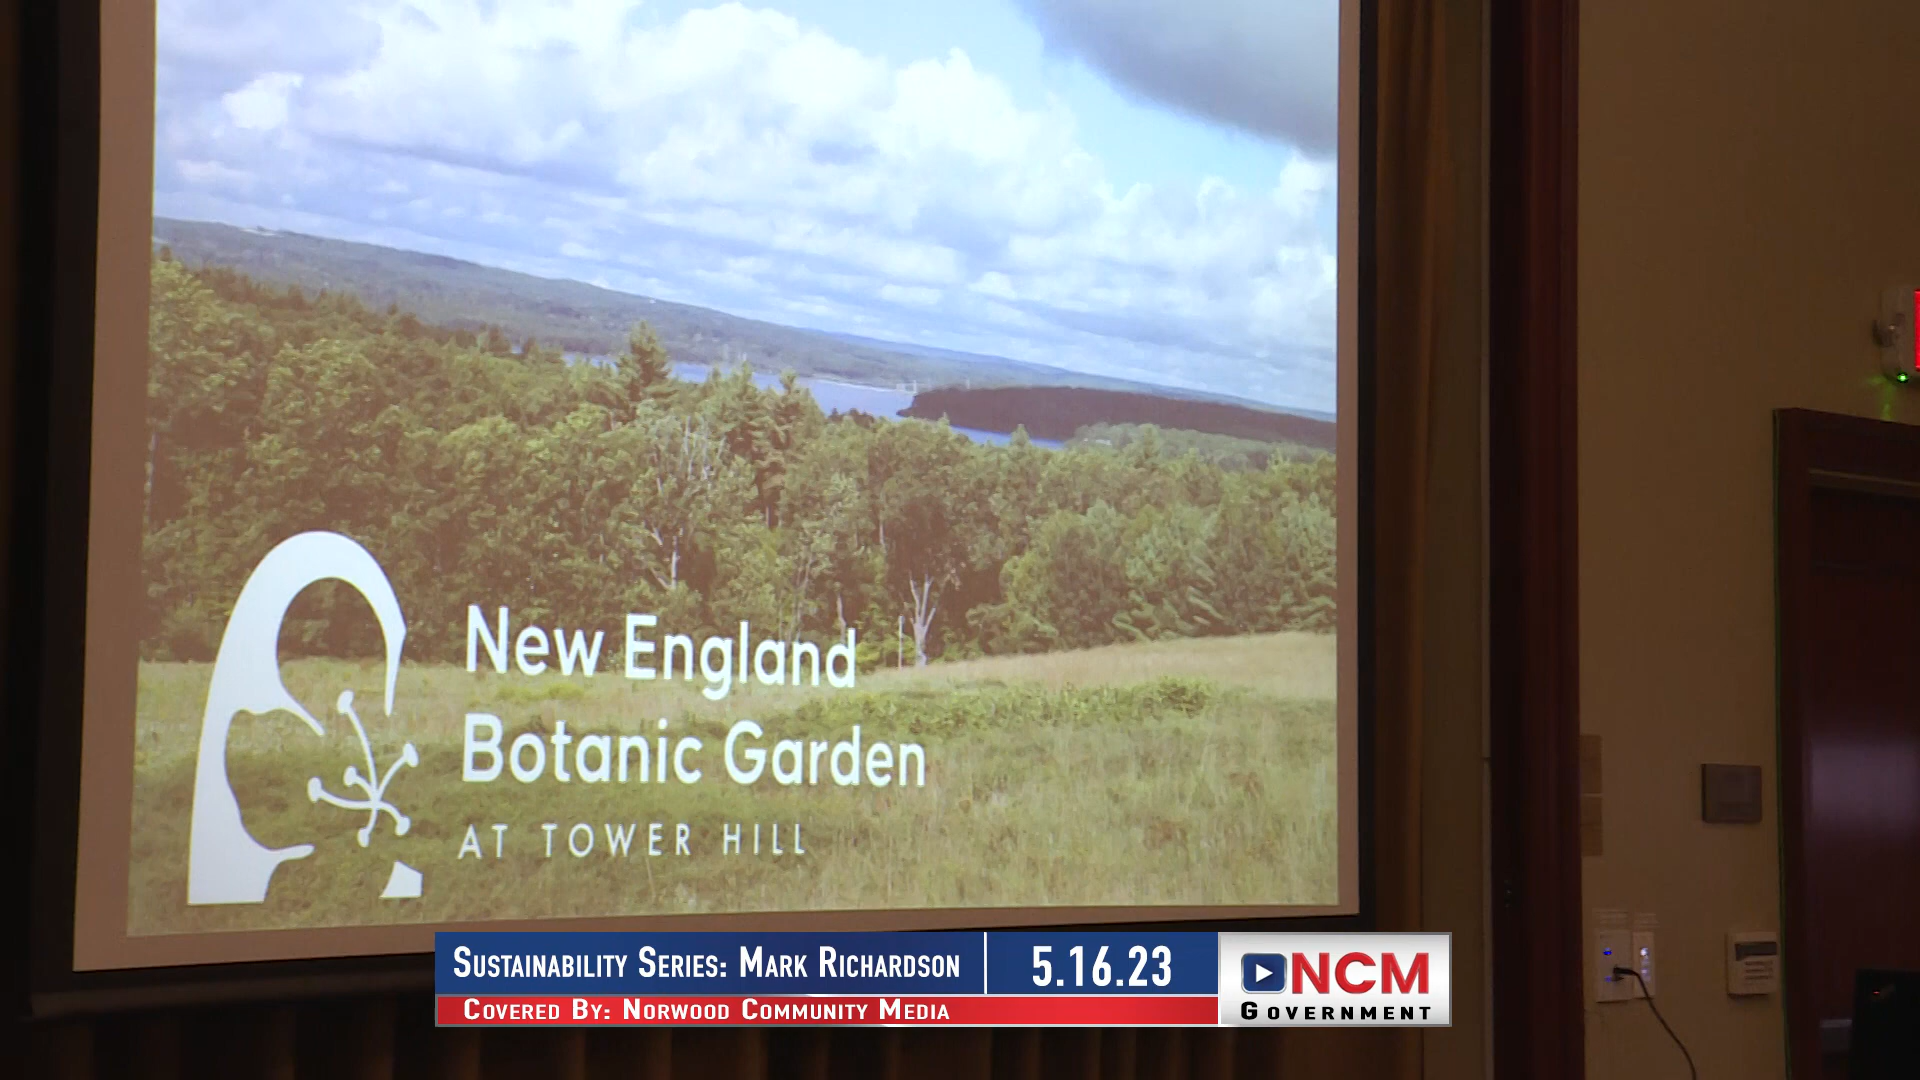 New England
Botanic Garden
AT TOWER HILL
SUSTAINABILITY SERIES: MARK RICHARDSON
5.16.23
NCM
GOVERNMENT
COVERED BY: NORWOOD COMMUNITY MEDIA